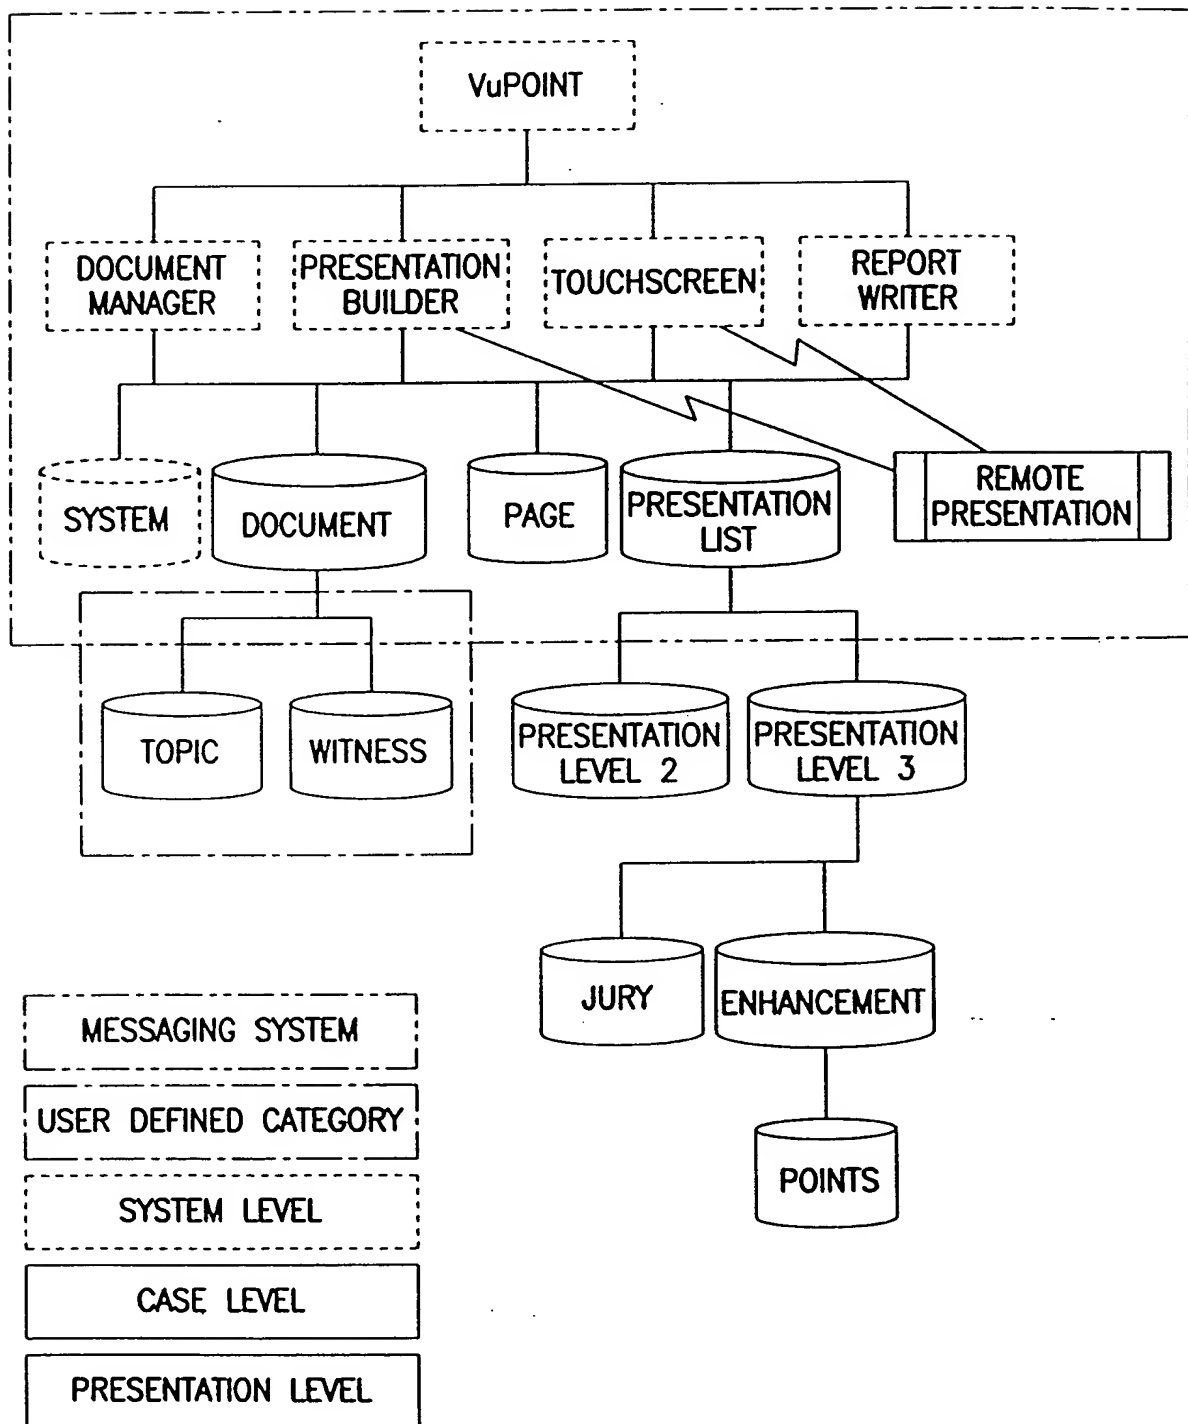 VuPOINT
DOCUMENT
MANAGER
PRESENTATION
BUILDER
TOUCHSCREEN
REPORT
WRITER
SYSTEM
DOCUMENT
PAGE
PRESENTATION
LIST
REMOTE
PRESENTATION
TOPIC
WITNESS
PRESENTATION
LEVEL 2
PRESENTATION
LEVEL 3
JURY
ENHANCEMENT
POINTS
MESSAGING SYSTEM
USER DEFINED CATEGORY
SYSTEM LEVEL
CASE LEVEL
PRESENTATION LEVEL